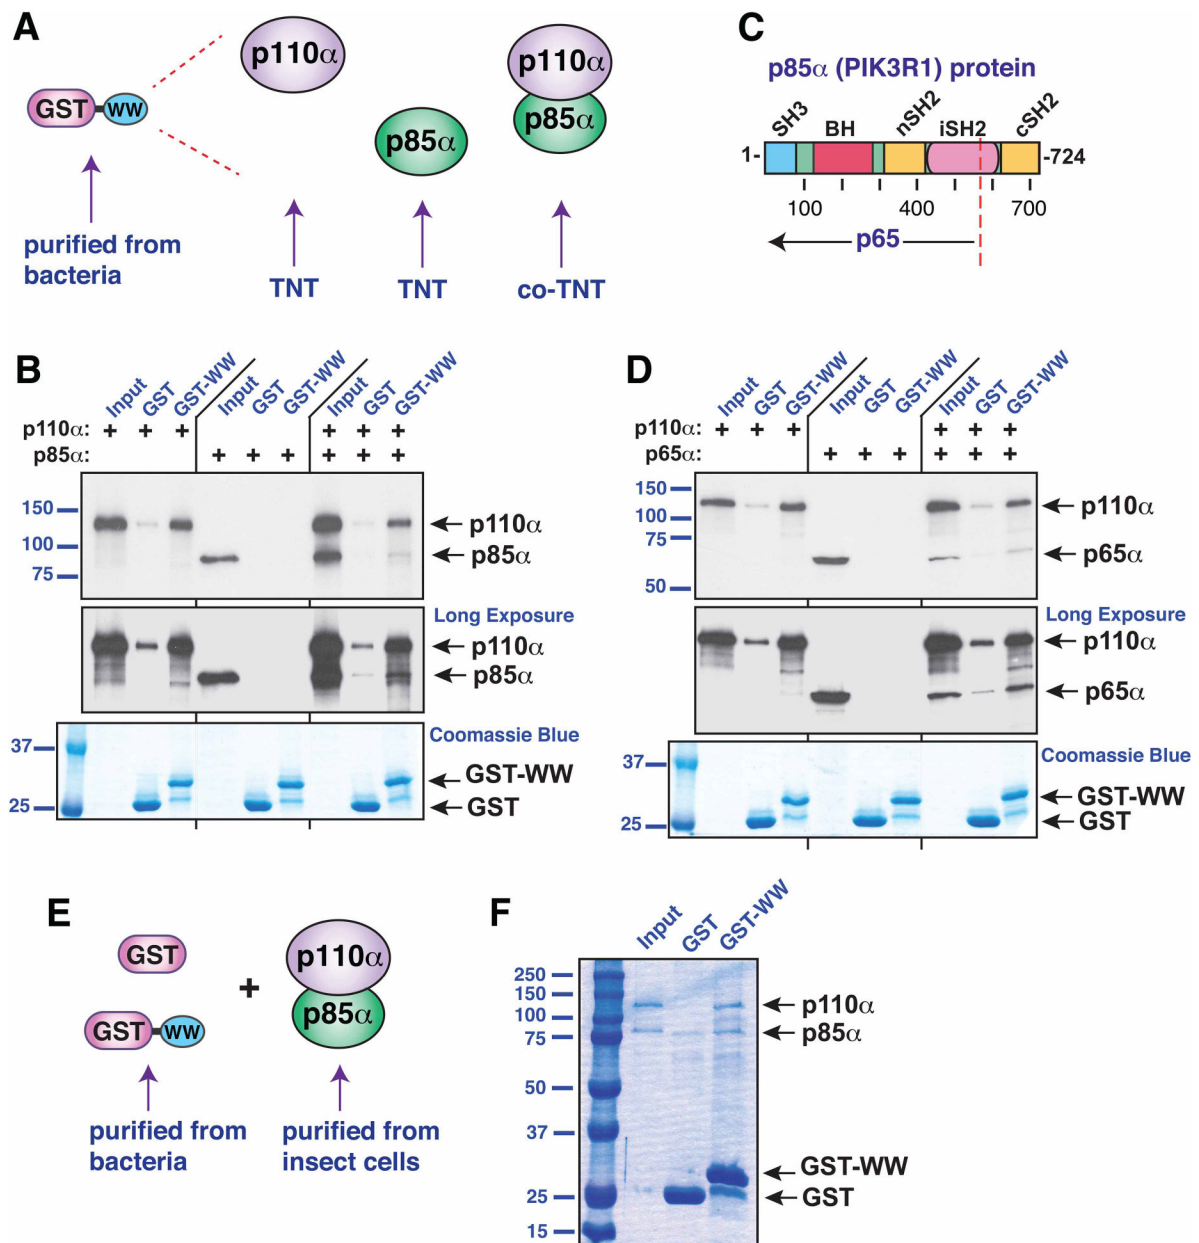 A
p110α
p110α
GST
WW
p85α
p85α
purified from
bacteria
TNT
TNT
co-TNT
C
p85α (PIK3R1) protein
SH3
BH
nSH2
iSH2
cSH2
1-
-724
100
400
700
p65
B
Input
GST
GST-WW
Input
GST
GST-WW
Input
GST
GST-WW
p110α: + + + + + +
p85α: + + + + + +
150
100
75
p110α
p85α
Long Exposure
p110α
p85α
Coomassie Blue
37
25
GST-WW
GST
D
Input
GST
GST-WW
Input
GST
GST-WW
Input
GST
GST-WW
p110α: + + + + + +
p65α: + + + + + +
150
100
75
50
p110α
p65α
Long Exposure
p110α
p65α
Coomassie Blue
37
25
GST-WW
GST
E
GST
+
p110α
p85α
GST
WW
purified from
bacteria
purified from
insect cells
F
Input
GST
GST-WW
250
150
100
75
50
37
25
15
p110α
p85α
GST-WW
GST